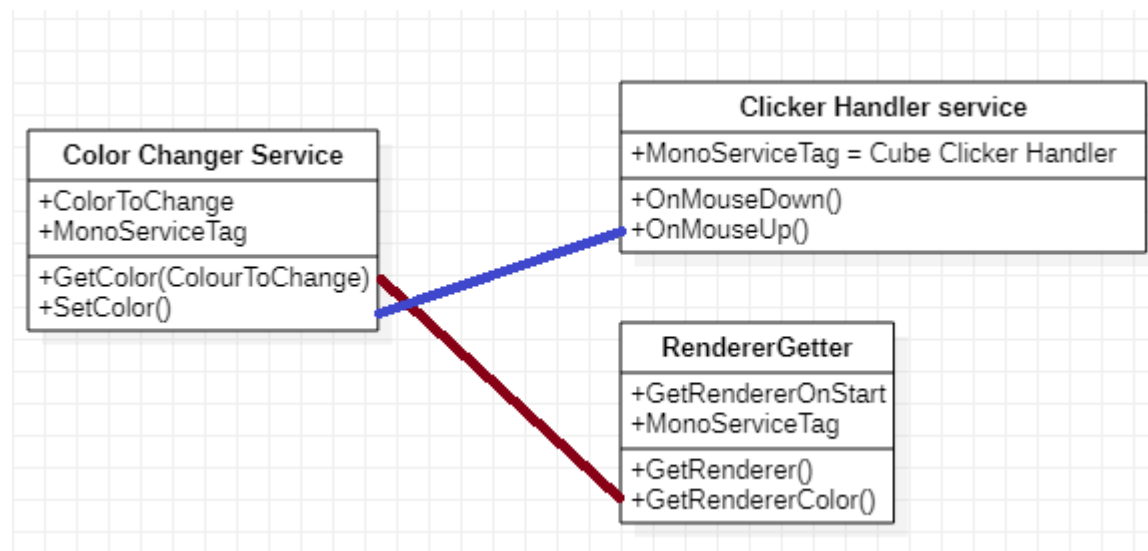 Color Changer Service
+ColorToChange
+MonoServiceTag
+GetColor(ColourToChange)
+SetColor()
Clicker Handler service
+MonoServiceTag = Cube Clicker Handler
+OnMouseDown()
+OnMouseUp()
RendererGetter
+GetRendererOnStart
+MonoServiceTag
+GetRenderer()
+GetRendererColor()